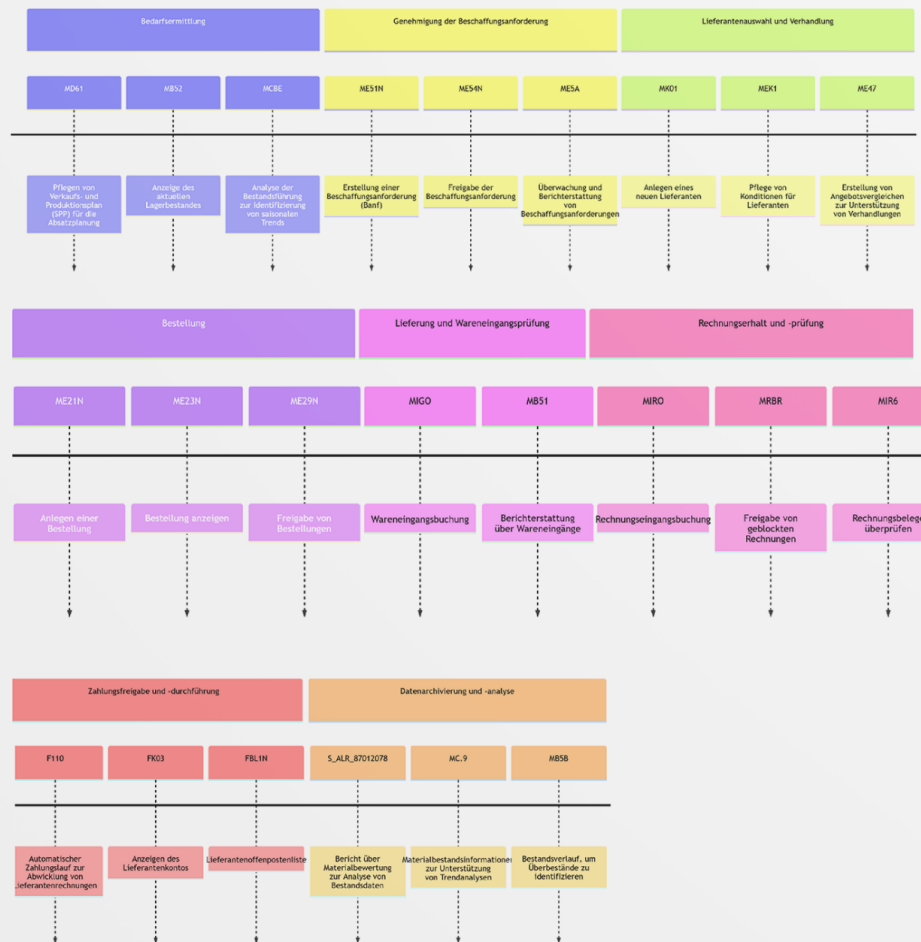 Bedarfsermittlung
Genehmigung der Beschaffungsanforderung
Lieferantenauswahl und Verhandlung
MD61
MB52
MCBE
ME51N
ME54N
ME5A
MK01
MEK1
ME47
Pflegen von
Verkaufs- und
Produktionsplan
(SPP) für die
Absatzplanung
Anzeige des
aktuellen
Lagerbestandes
Analyse der
Bestandsführung
zur Identifizierung
von saisonalen
Trends
Erstellung einer
Beschaffungsanforderung
(Banf)
Freigabe der
Beschaffungsanforderung
Überwachung und
Berichterstattung
von
Beschaffungsanforderungen
Anlegen eines
neuen Lieferanten
Pflege von
Konditionen für
Lieferanten
Erstellung von
Angebotsvergleichen
zur Unterstützung
von Verhandlungen
Bestellung
Lieferung und Wareneingangsprüfung
Rechnungserhalt und -prüfung
ME21N
ME23N
ME29N
MIGO
MB51
MIRO
MRBR
MIR6
Anlegen einer
Bestellung
Bestellung anzeigen
Freigabe von
Bestellungen
Wareneingangsbuchung
Berichterstattung
über Wareneingänge
Rechnungseingangsbuchung
Freigabe von
geblockten
Rechnungen
Rechnungsbelege
überprüfen
Zahlungsfreigabe und -durchführung
Datenarchivierung und -analyse
F110
FK03
FBL1N
S_ALR_87012078
MC.9
MB5B
Automatischer
Zahlungslauf zur
Abwicklung von
Lieferantenrechnungen
Anzeigen des
Lieferantenkontos
Lieferantenoffenpostenliste
Bericht über
Materialbewertung
zur Analyse von
Bestandsdaten
Materialbestandsinformationen
zur Unterstützung
von Trendanalysen
Bestandsverlauf, um
Überbestände zu
identifizieren